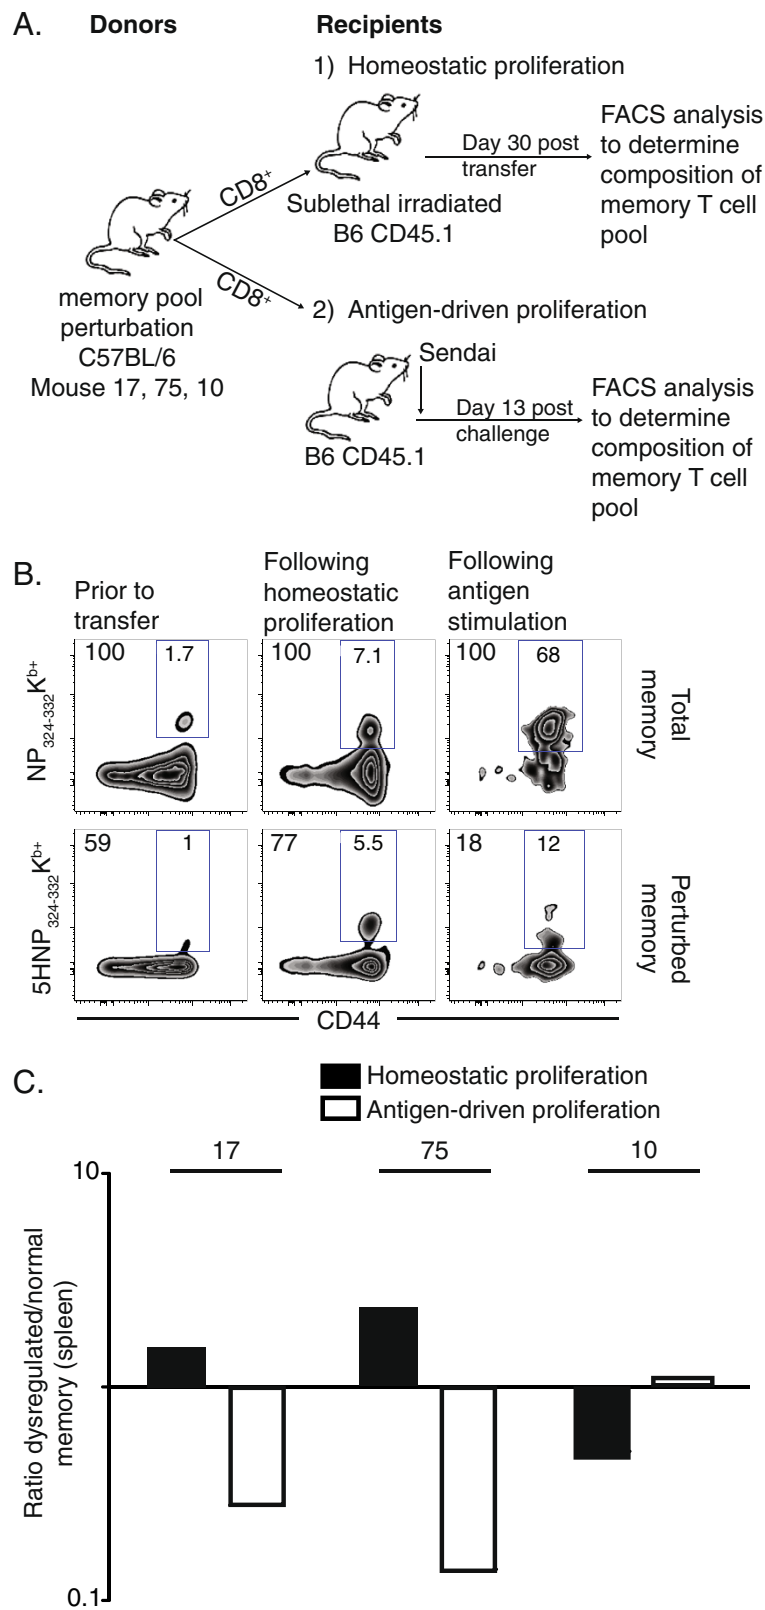 A.
Donors
Recipients
1) Homeostatic proliferation
CD8+
Day 30 post
transfer
FACS analysis
to determine
composition of
memory T cell
pool
Sublethal irradiated
B6 CD45.1
memory pool
perturbation
C57BL/6
Mouse 17, 75, 10
CD8+
2) Antigen-driven proliferation
Sendai
Day 13 post
challenge
B6 CD45.1
FACS analysis
to determine
composition of
memory T cell
pool
B.
Prior to
transfer
Following
homeostatic
proliferation
Following
antigen
stimulation
NP324-332Kb+
100
1.7
100
7.1
100
68
Total
memory
5HNP324-332Kb+
59
1
77
5.5
18
12
Perturbed
memory
CD44
C.
Homeostatic proliferation
Antigen-driven proliferation
17
75
10
10
Ratio dysregulated/normal
memory (spleen)
0.1